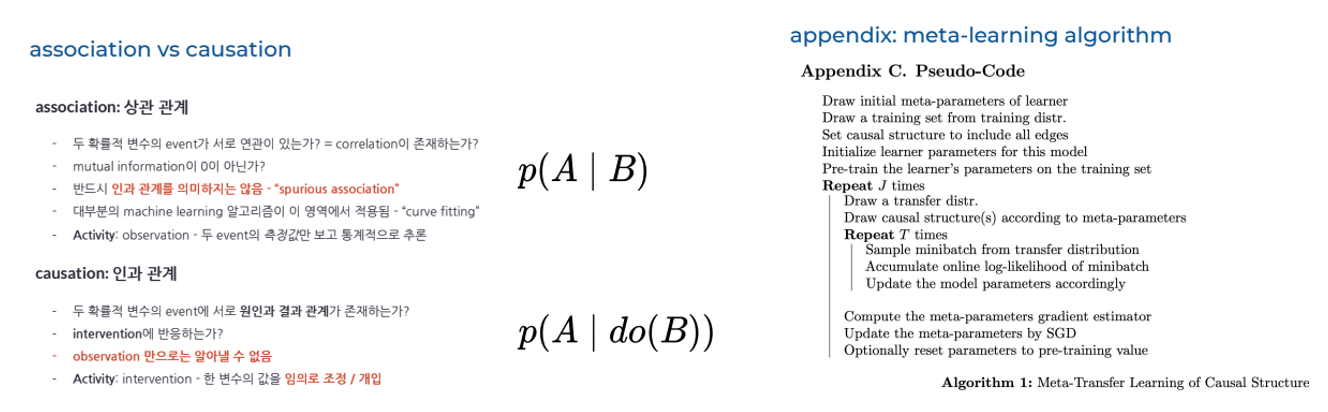 association vs causation
association: 상관 관계
- 두 확률적 변수의 event가 서로 연관이 있는가? = correlation이 존재하는가?
- mutual information이 0이 아닌가?
- 반드시 인과 관계를 의미하지는 않음 - “spurious association”
- 대부분의 machine learning 알고리즘이 이 영역에서 적용됨 - “curve fitting”
- Activity: observation - 두 event의 측정값만 보고 통계적으로 추론
p(A | B)
causation: 인과 관계
- 두 확률적 변수의 event에 서로 원인과 결과 관계가 존재하는가?
- intervention에 반응하는가?
- observation 만으로는 알아낼 수 없음
- Activity: intervention - 한 변수의 값을 임의로 조정 / 개입
p(A | do(B))
appendix: meta-learning algorithm
Appendix C. Pseudo-Code
Draw initial meta-parameters of learner
Draw a training set from training distr.
Set causal structure to include all edges
Initialize learner parameters for this model
Pre-train the learner’s parameters on the training set
Repeat J times
Draw a transfer distr.
Draw causal structure(s) according to meta-parameters
Repeat T times
Sample minibatch from transfer distribution
Accumulate online log-likelihood of minibatch
Update the model parameters accordingly
Compute the meta-parameters gradient estimator
Update the meta-parameters by SGD
Optionally reset parameters to pre-training value
Algorithm 1: Meta-Transfer Learning of Causal Structure